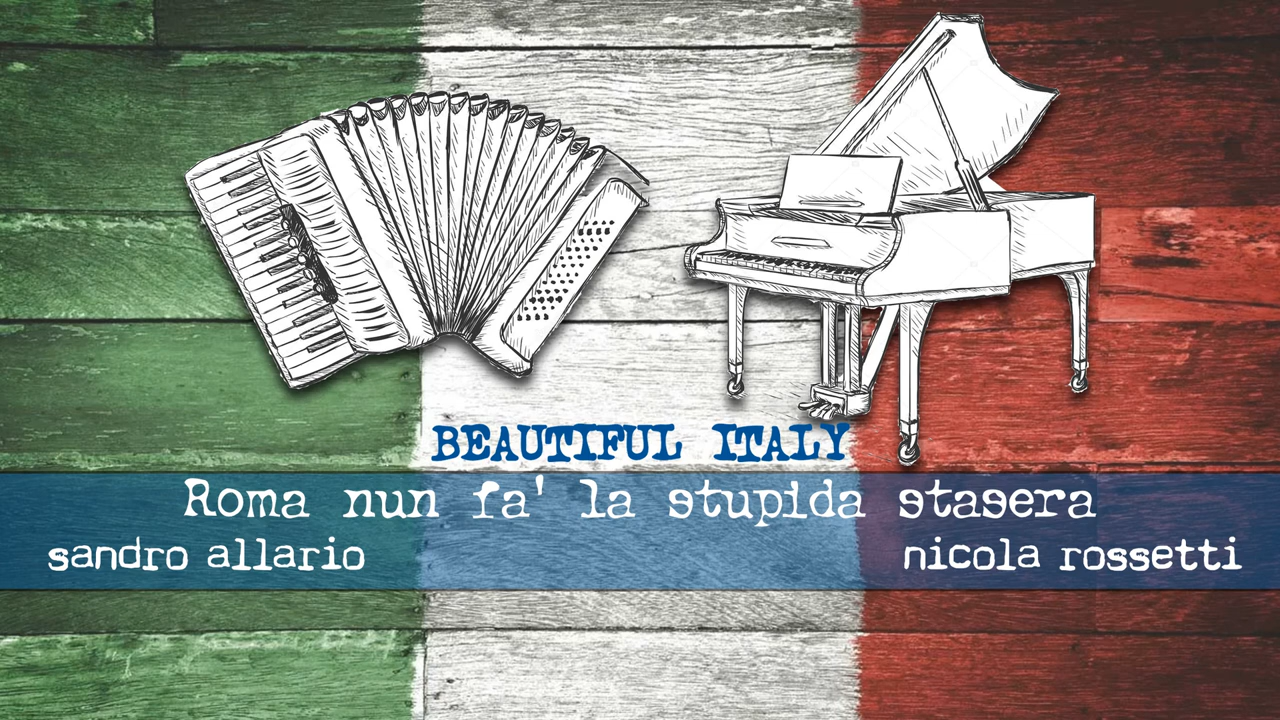 BEAUTIFUL ITALY
Roma nun fa' la stupida stasera
sandro allario
nicola rossetti